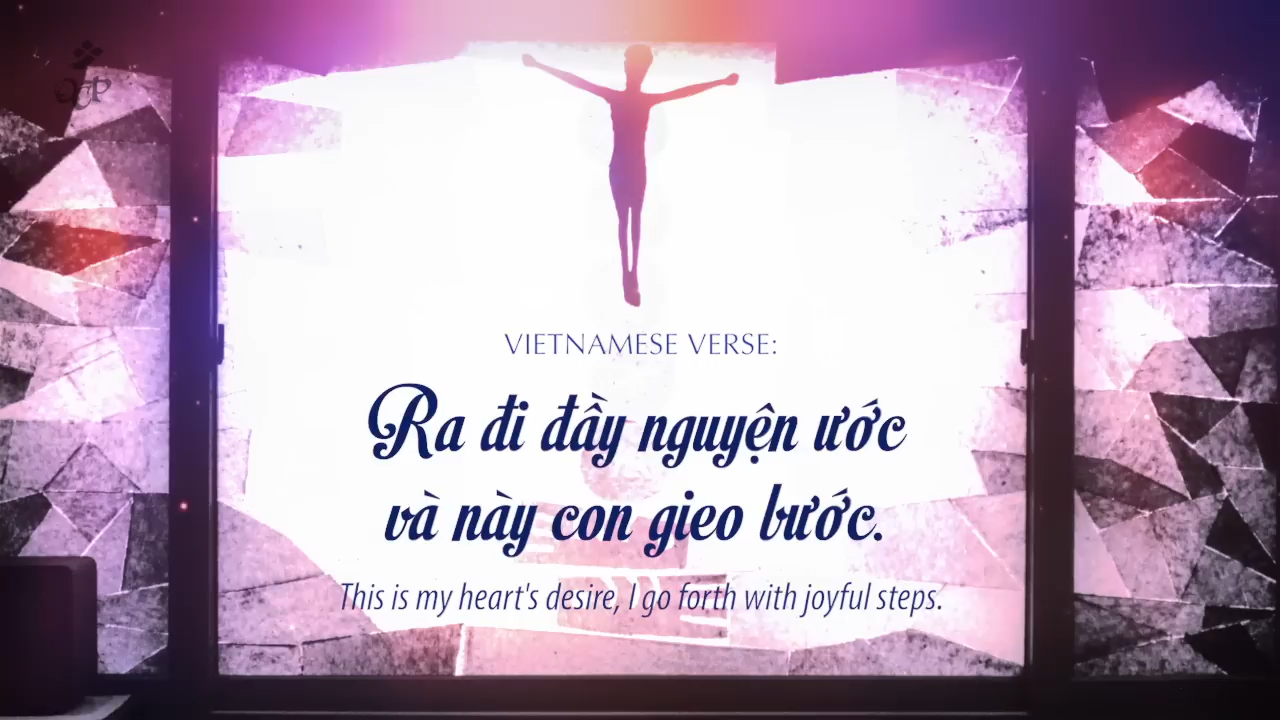 OCP
VIETNAMESE VERSE:
Ra đi đầy nguyện ước
và này con gieo bước.
This is my heart's desire, I go forth with joyful steps.